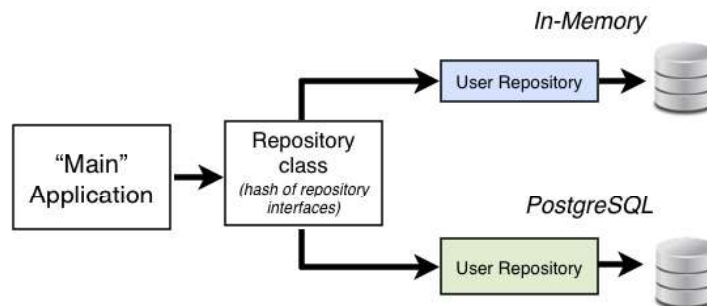 In-Memory
User Repository
“Main”
Application
Repository
class
(hash of repository
interfaces)
PostgreSQL
User Repository